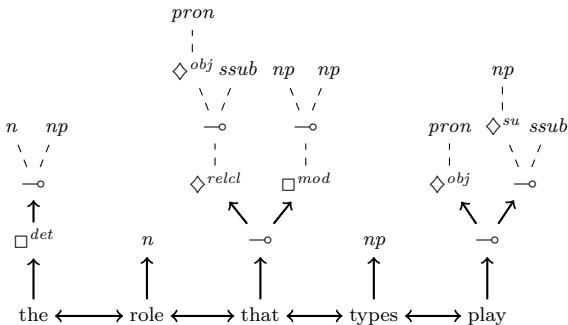 pron
◇obj ssub np np np
n np ⊸ ⊸ pron ◇su ssub
⊸ ◇relcl □mod ◇obj ⊸
□det n ⊸ np ⊸
the role that types play